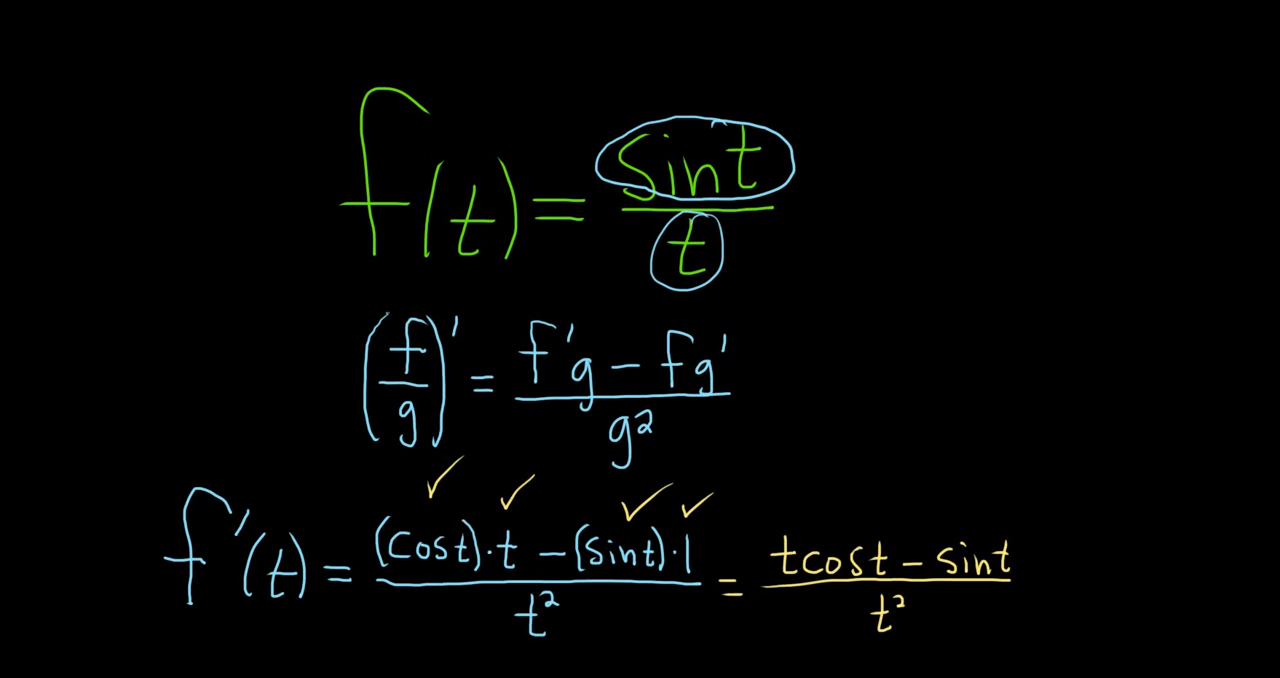 f(t) = sint/t
(f/g)' = (f'g - fg')/g²
✓ ✓ ✓ ✓
f'(t) = ((cost)·t - (sint)·1)/t² = (tcost - sint)/t²